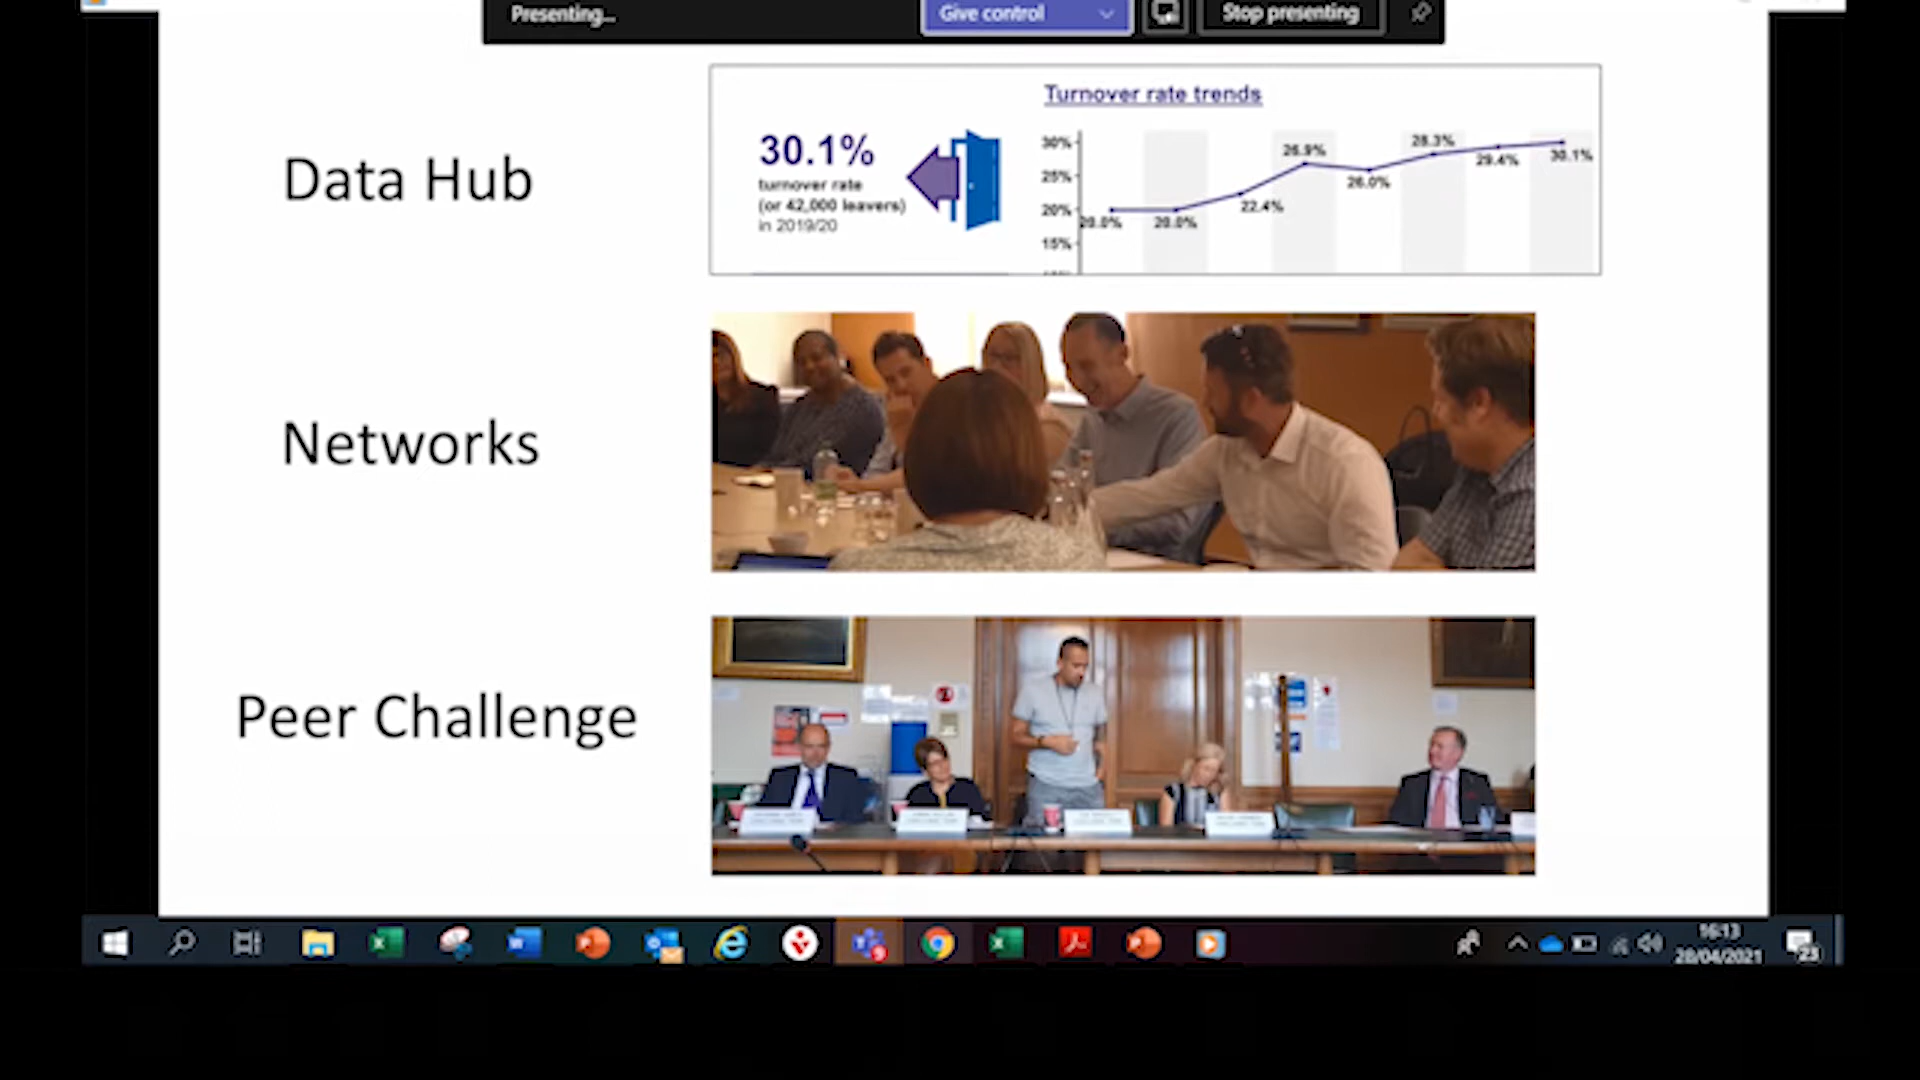 Presenting...
Give control
Stop presenting
Turnover rate trends
30.1%
turnover rate
(or 42,000 leavers)
in 2019/20
30%
25%
20%
15%
20.0%
20.0%
22.4%
26.9%
26.0%
28.3%
29.4%
30.1%
Data Hub
Networks
Peer Challenge
16:13
28/04/2021
23